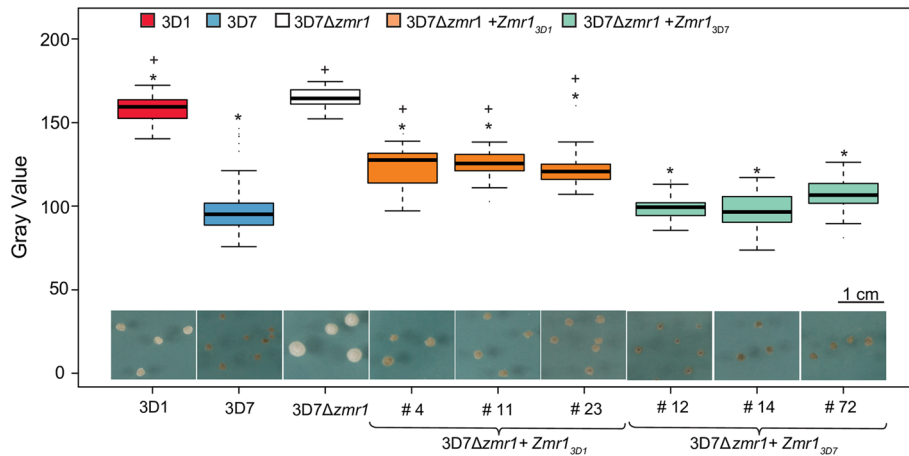 3D1 3D7 3D7Δzmr1 3D7Δzmr1 +Zmr13D1 3D7Δzmr1 +Zmr13D7
200
150
100
50
0
Gray Value
+ + + + + +
* * * * * * * *
1 cm
3D1 3D7 3D7Δzmr1 # 4 # 11 # 23 # 12 # 14 # 72
3D7Δzmr1+ Zmr13D1 3D7Δzmr1+ Zmr13D7